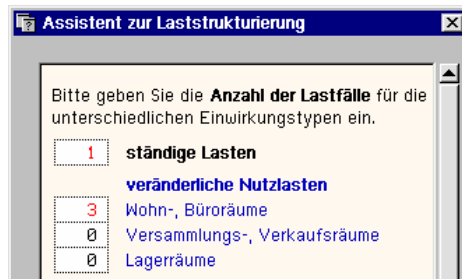 Assistent zur Laststrukturierung
Bitte geben Sie die Anzahl der Lastfälle für die
unterschiedlichen Einwirkungstypen ein.
1 ständige Lasten
veränderliche Nutzlasten
3 Wohn-, Büroräume
0 Versammlungs-, Verkaufsräume
0 Lagerräume